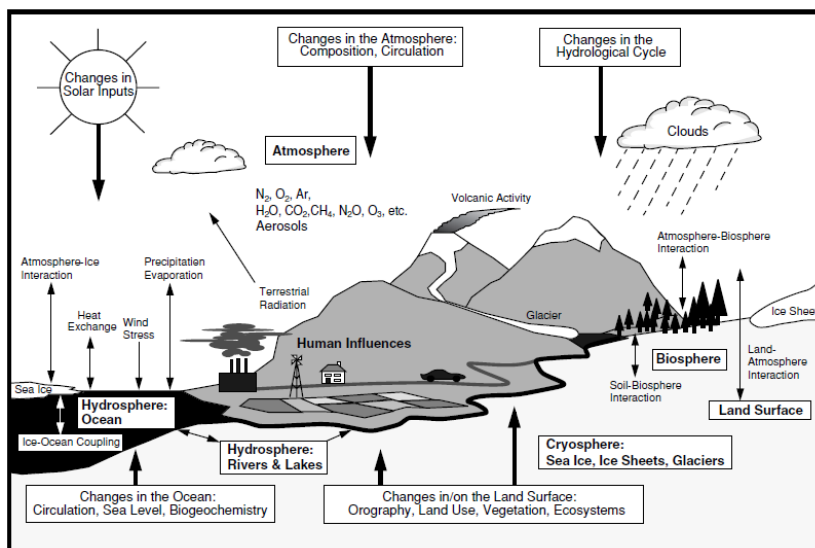 Changes in
Solar Inputs
Changes in the Atmosphere:
Composition, Circulation
Changes in the
Hydrological Cycle
Clouds
Atmosphere
N2, O2, Ar,
H2O, CO2,CH4, N2O, O3, etc.
Aerosols
Volcanic Activity
Atmosphere-Ice
Interaction
Precipitation
Evaporation
Terrestrial
Radiation
Atmosphere-Biosphere
Interaction
Heat
Exchange
Wind
Stress
Glacier
Ice Sheet
Human Influences
Biosphere
Land-
Atmosphere
Interaction
Soil-Biosphere
Interaction
Sea Ice
Hydrosphere:
Ocean
Land Surface
Ice-Ocean Coupling
Hydrosphere:
Rivers & Lakes
Cryosphere:
Sea Ice, Ice Sheets, Glaciers
Changes in the Ocean:
Circulation, Sea Level, Biogeochemistry
Changes in/on the Land Surface:
Orography, Land Use, Vegetation, Ecosystems